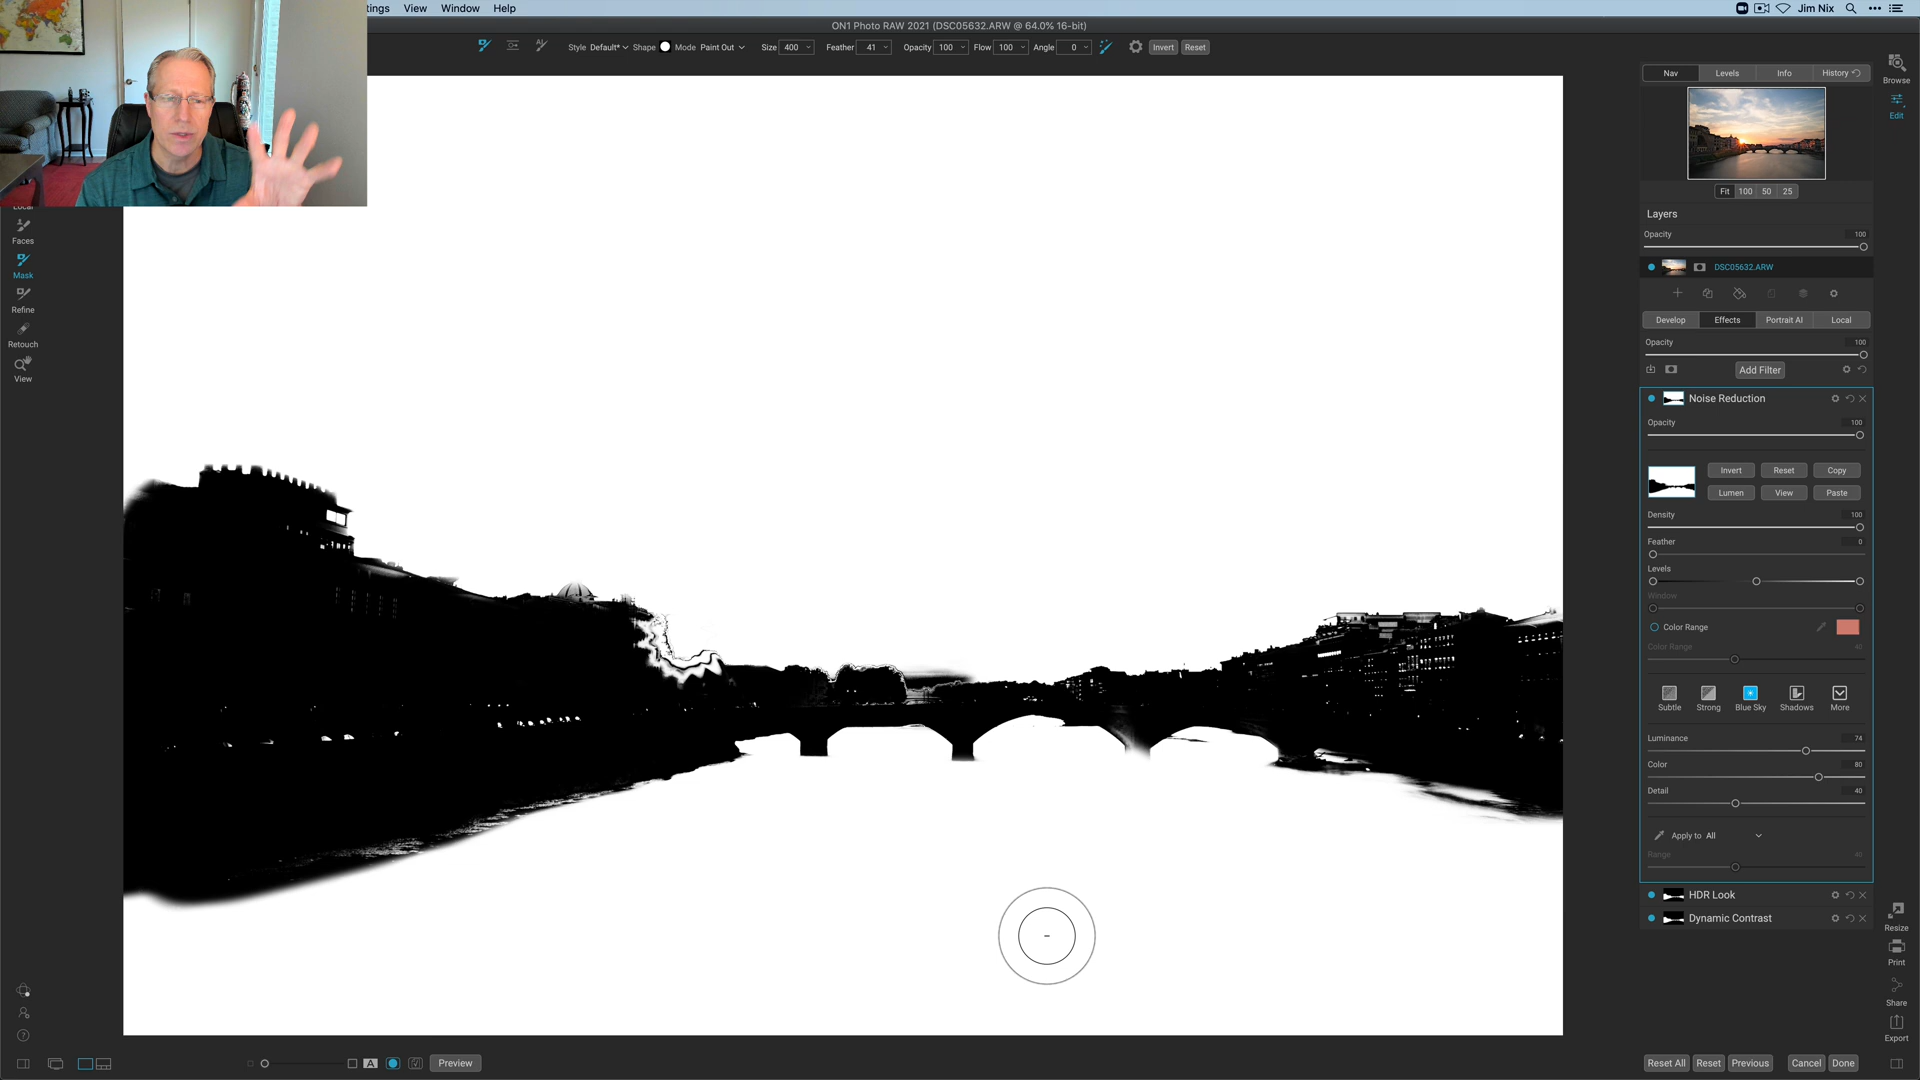 tings View Window Help Jim Nix
ON1 Photo RAW 2021 (DSC05632.ARW @ 64.0% 16-bit)
Style Default* Shape Mode Paint Out Size 400 Feather 41 Opacity 100 Flow 100 Angle 0 Invert Reset
Nav Levels Info History
Browse
Edit
Fit 100 50 25
Local
Faces
Mask
Refine
Retouch
View
Layers
Opacity 100
DSC05632.ARW
Develop Effects Portrait AI Local
Opacity 100
Add Filter
Noise Reduction
Opacity 100
Invert Reset Copy
Lumen View Paste
Density 100
Feather 0
Levels
Window
Color Range
Color Range 40
Subtle Strong Blue Sky Shadows More
Luminance 74
Color 80
Detail 40
Apply to All
Range 40
HDR Look
Dynamic Contrast
Resize
Print
Share
Export
A Preview
Reset All Reset Previous Cancel Done